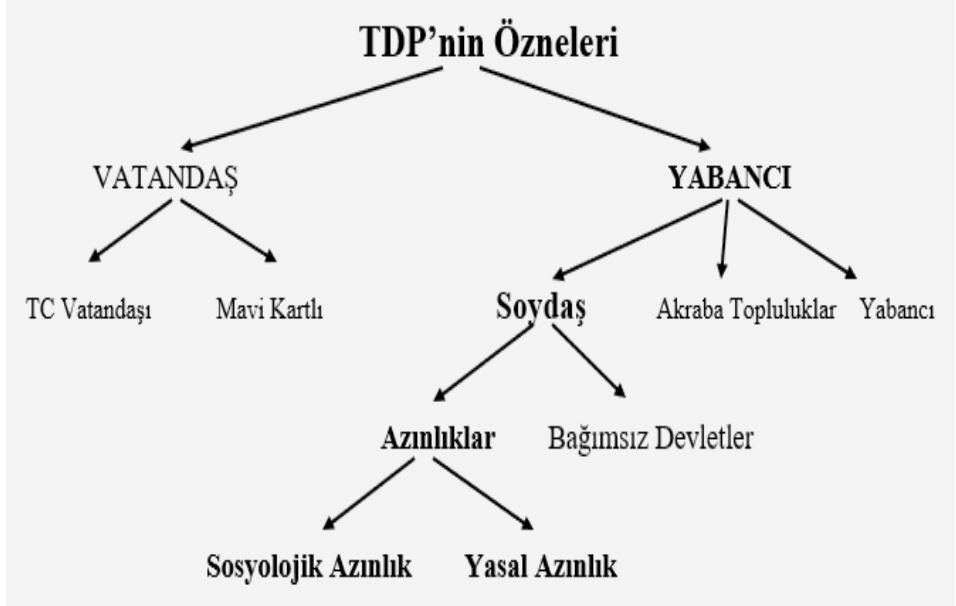 TDP’nin Özneleri
VATANDAŞ
YABANCI
TC Vatandaşı
Mavi Kartlı
Soydaş
Akraba Topluluklar
Yabancı
Azınlıklar
Bağımsız Devletler
Sosyolojik Azınlık
Yasal Azınlık